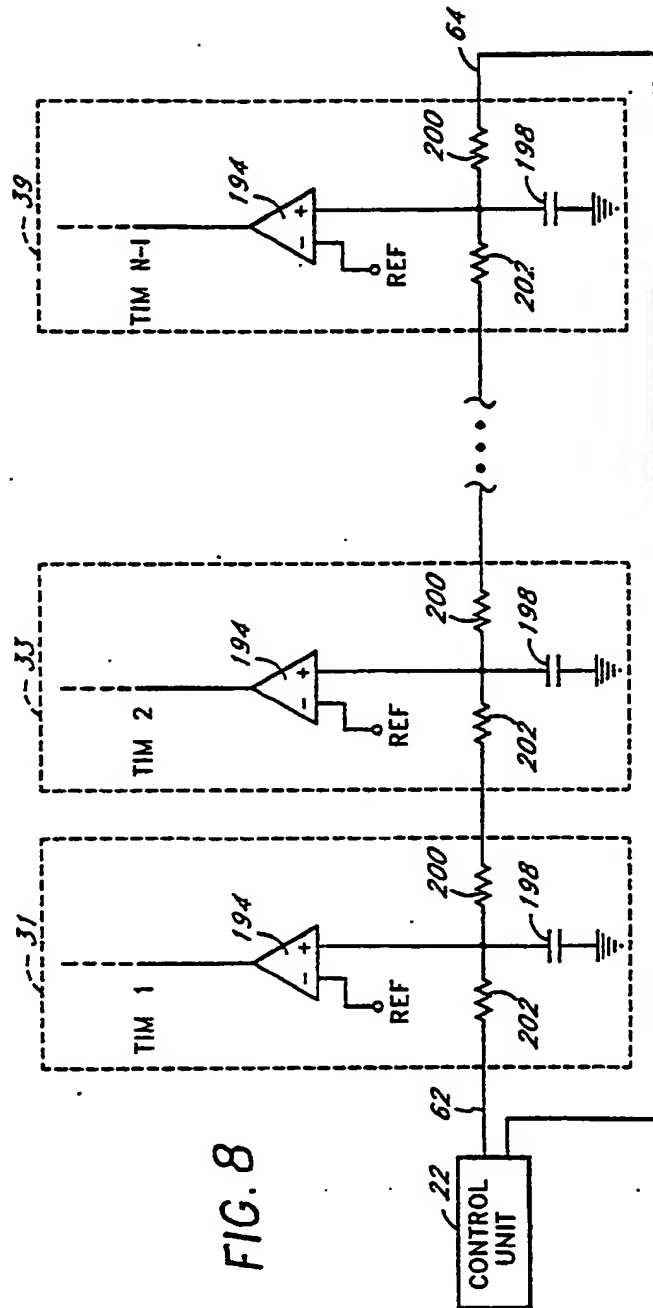 FIG. 8
22
CONTROL
UNIT
62
31
TIM 1
194
-
+
REF
202
200
198
33
TIM 2
194
-
+
REF
202
200
198
• • •
39
TIM N-1
194
-
+
REF
202
200
198
64